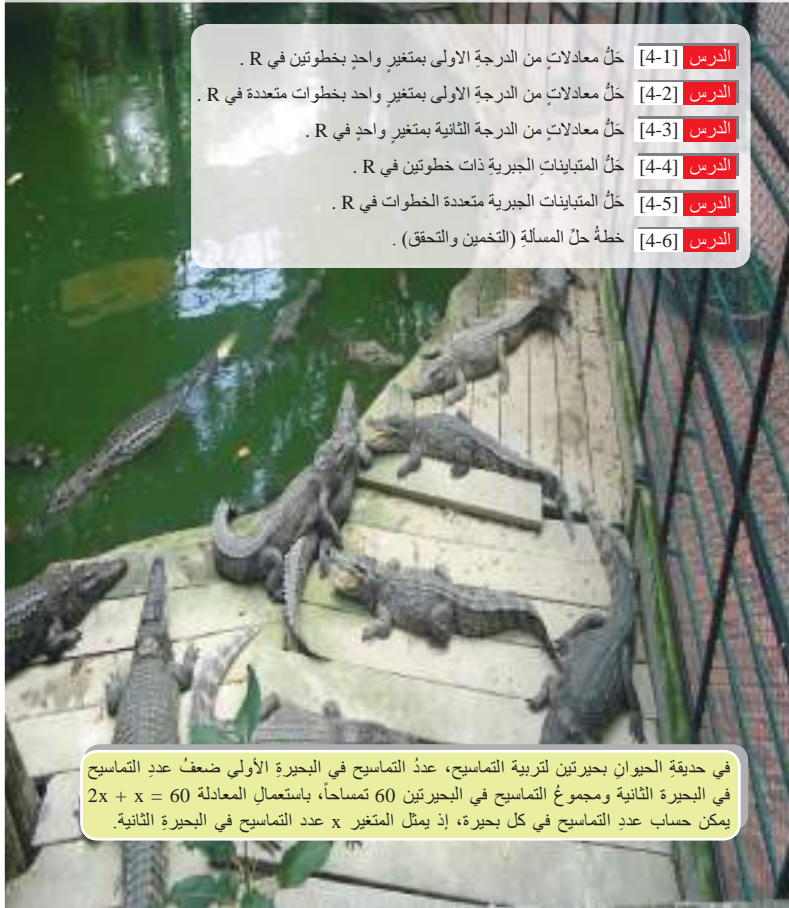 الدرس [4-1] حَلُّ معادلاتٍ من الدرجةِ الاولى بمتغيرٍ واحدٍ بخطوتين في R .
الدرس [4-2] حَلُّ معادلاتٍ من الدرجةِ الاولى بمتغيرٍ واحد بخطوات متعددة في R .
الدرس [4-3] حَلُّ معادلاتٍ من الدرجة الثانية بمتغيرٍ واحدٍ في R .
الدرس [4-4] حَلُّ المتبايناتِ الجبريةِ ذات خطوتين في R .
الدرس [4-5] حَلُّ المتبايناتِ الجبرية متعددة الخطوات في R .
الدرس [4-6] خطةُ حلِّ المسألةِ (التخمين والتحقق) .
في حديقةِ الحيوانِ بحيرتين لتربية التماسيح، عددُ التماسيح في البحيرةِ الأولي ضعفُ عددِ التماسيح
في البحيرة الثانية ومجموعُ التماسيح في البحيرتين 60 تمساحاً، باستعمالِ المعادلة 2x + x = 60
يمكن حساب عددِ التماسيح في كل بحيرة، إذ يمثل المتغير x عدد التماسيح في البحيرةِ الثانية.